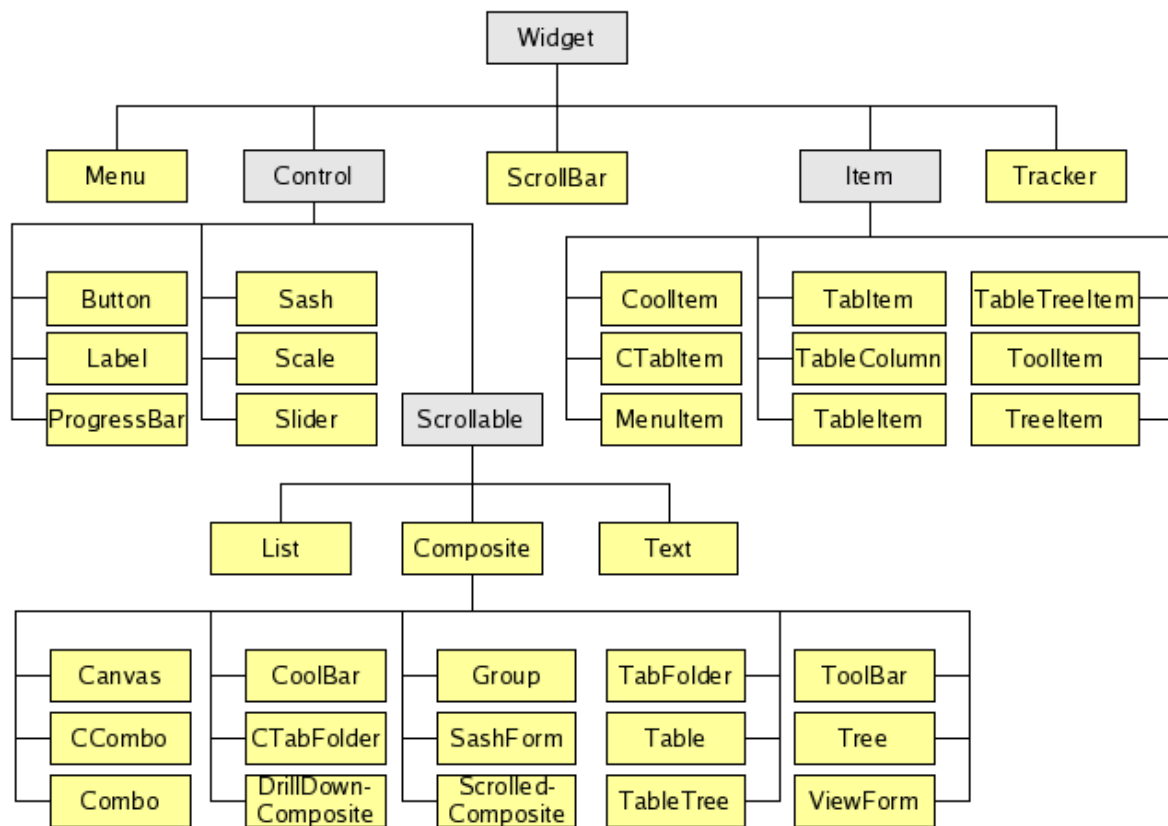 Widget
Menu
Control
ScrollBar
Item
Tracker
Button
Sash
CoolItem
TabItem
TableTreeItem
Label
Scale
CTabItem
TableColumn
ToolItem
ProgressBar
Slider
Scrollable
MenuItem
TableItem
TreeItem
List
Composite
Text
Canvas
CoolBar
Group
TabFolder
ToolBar
CCombo
CTabFolder
SashForm
Table
Tree
Combo
DrillDown-
Composite
Scrolled-
Composite
TableTree
ViewForm